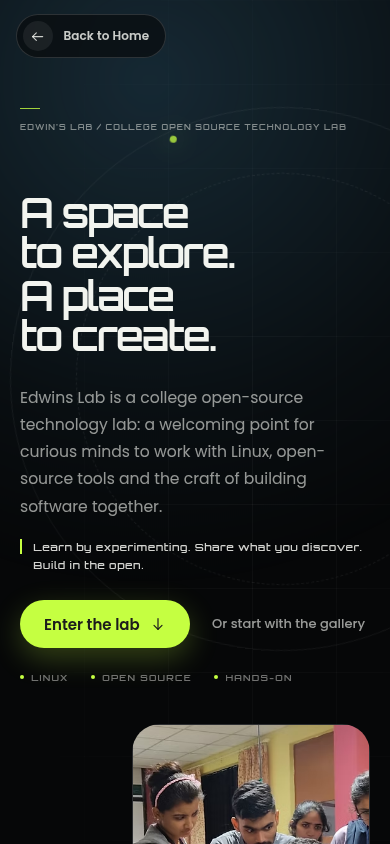 Back to Home
EDWIN'S LAB / COLLEGE OPEN SOURCE TECHNOLOGY LAB
A space
to explore.
A place
to create.
Edwins Lab is a college open-source
technology lab: a welcoming point for
curious minds to work with Linux, open-
source tools and the craft of building
software together.
Learn by experimenting. Share what you discover.
Build in the open.
Enter the lab ↓ Or start with the gallery
LINUX OPEN SOURCE HANDS-ON